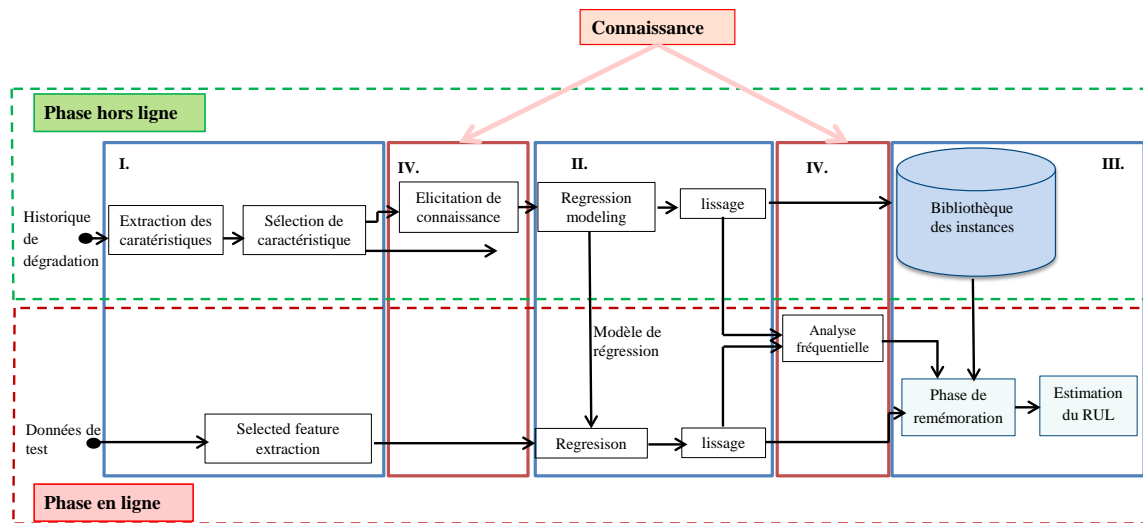 Connaissance
Phase hors ligne
I.
IV.
II.
IV.
III.
Historique
de
dégradation
Extraction des
caratéristiques
Sélection de
caractéristique
Elicitation de
connaissance
Regression
modeling
lissage
Bibliothèque
des instances
Modèle de
régression
Analyse
fréquentielle
Données de
test
Selected feature
extraction
Regresison
lissage
Phase de
remémoration
Estimation
du RUL
Phase en ligne